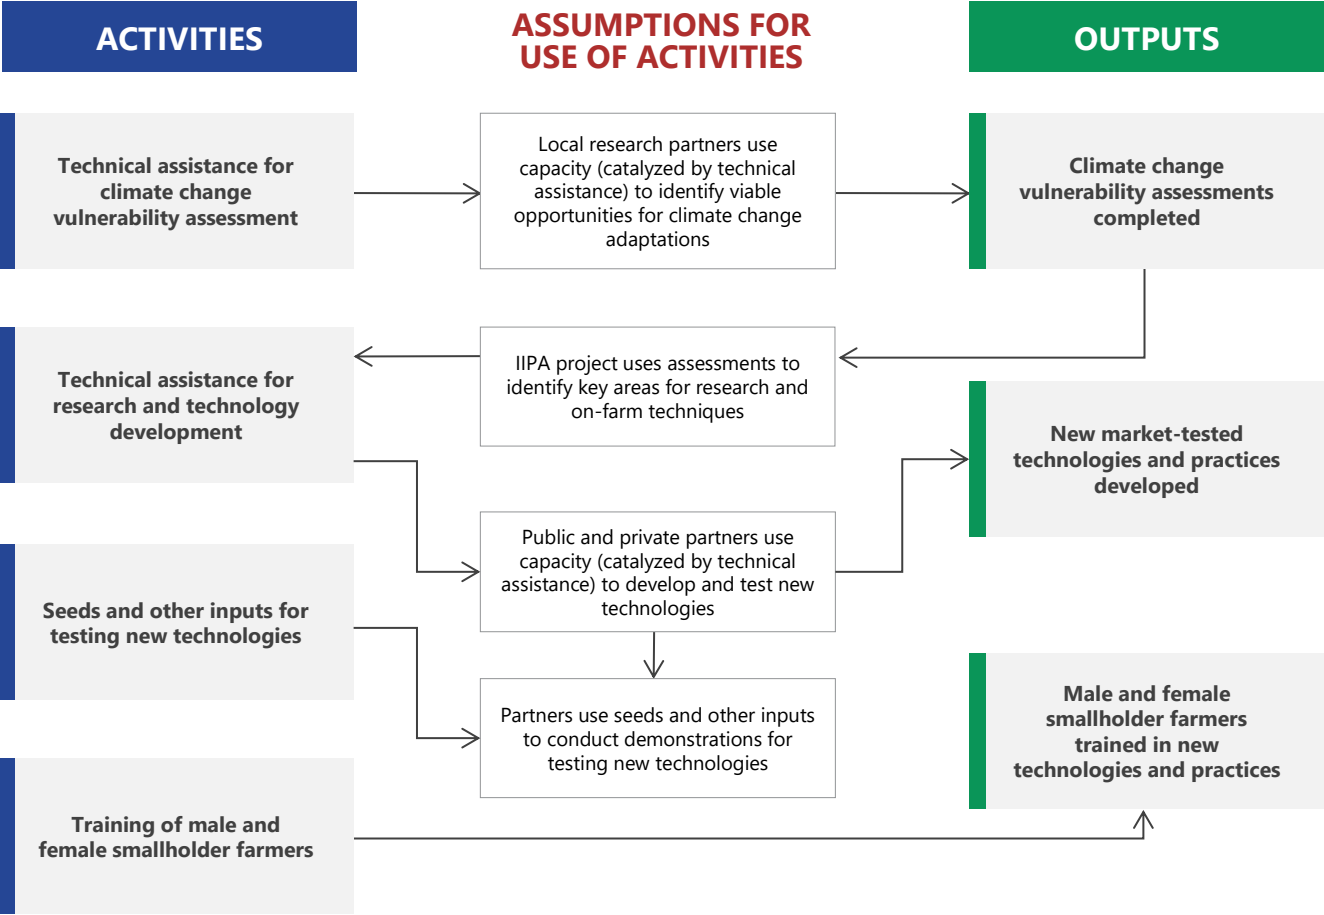 ACTIVITIES
ASSUMPTIONS FOR
USE OF ACTIVITIES
OUTPUTS
Technical assistance for
climate change
vulnerability assessment
Local research partners use
capacity (catalyzed by technical
assistance) to identify viable
opportunities for climate change
adaptations
Climate change
vulnerability assessments
completed
Technical assistance for
research and technology
development
IIPA project uses assessments to
identify key areas for research and
on-farm techniques
New market-tested
technologies and practices
developed
Public and private partners use
capacity (catalyzed by technical
assistance) to develop and test new
technologies
Seeds and other inputs for
testing new technologies
Partners use seeds and other inputs
to conduct demonstrations for
testing new technologies
Male and female
smallholder farmers
trained in new
technologies and practices
Training of male and
female smallholder farmers